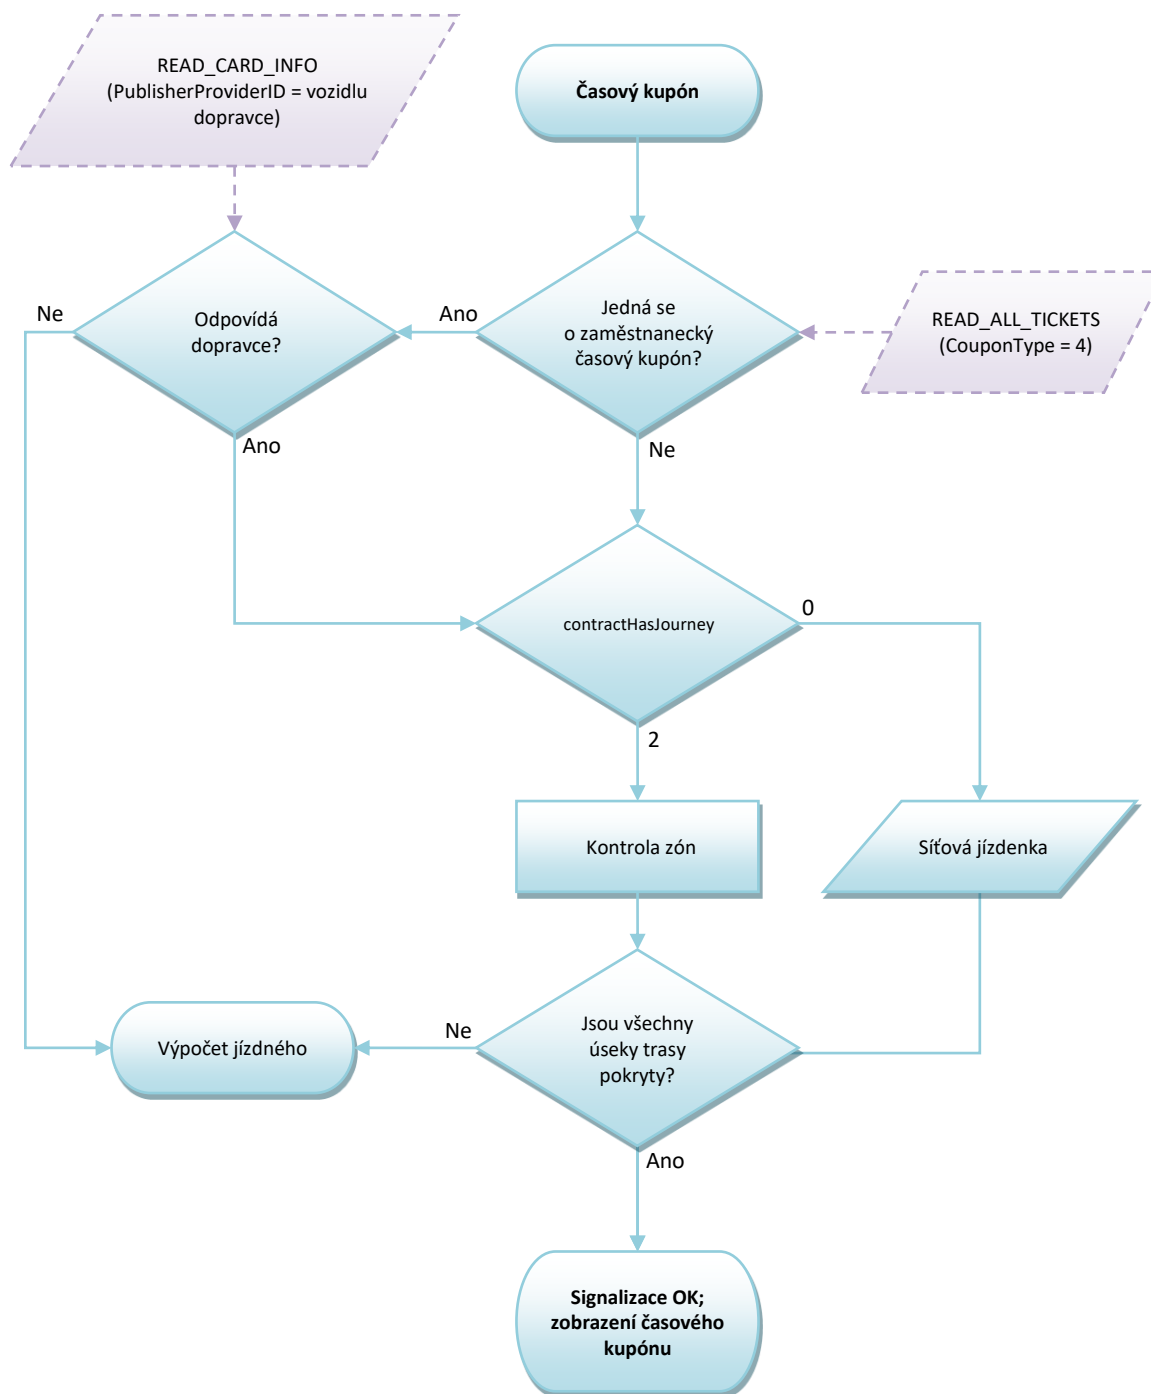 READ_CARD_INFO
(PublisherProviderID = vozidlu
dopravce)
Časový kupón
Ne
Odpovídá
dopravce?
Ano
Jedná se
o zaměstnanecký
časový kupón?
READ_ALL_TICKETS
(CouponType = 4)
Ano
Ne
contractHasJourney
0
2
Kontrola zón
Síťová jízdenka
Výpočet jízdného
Ne
Jsou všechny
úseky trasy
pokryty?
Ano
Signalizace OK;
zobrazení časového
kupónu